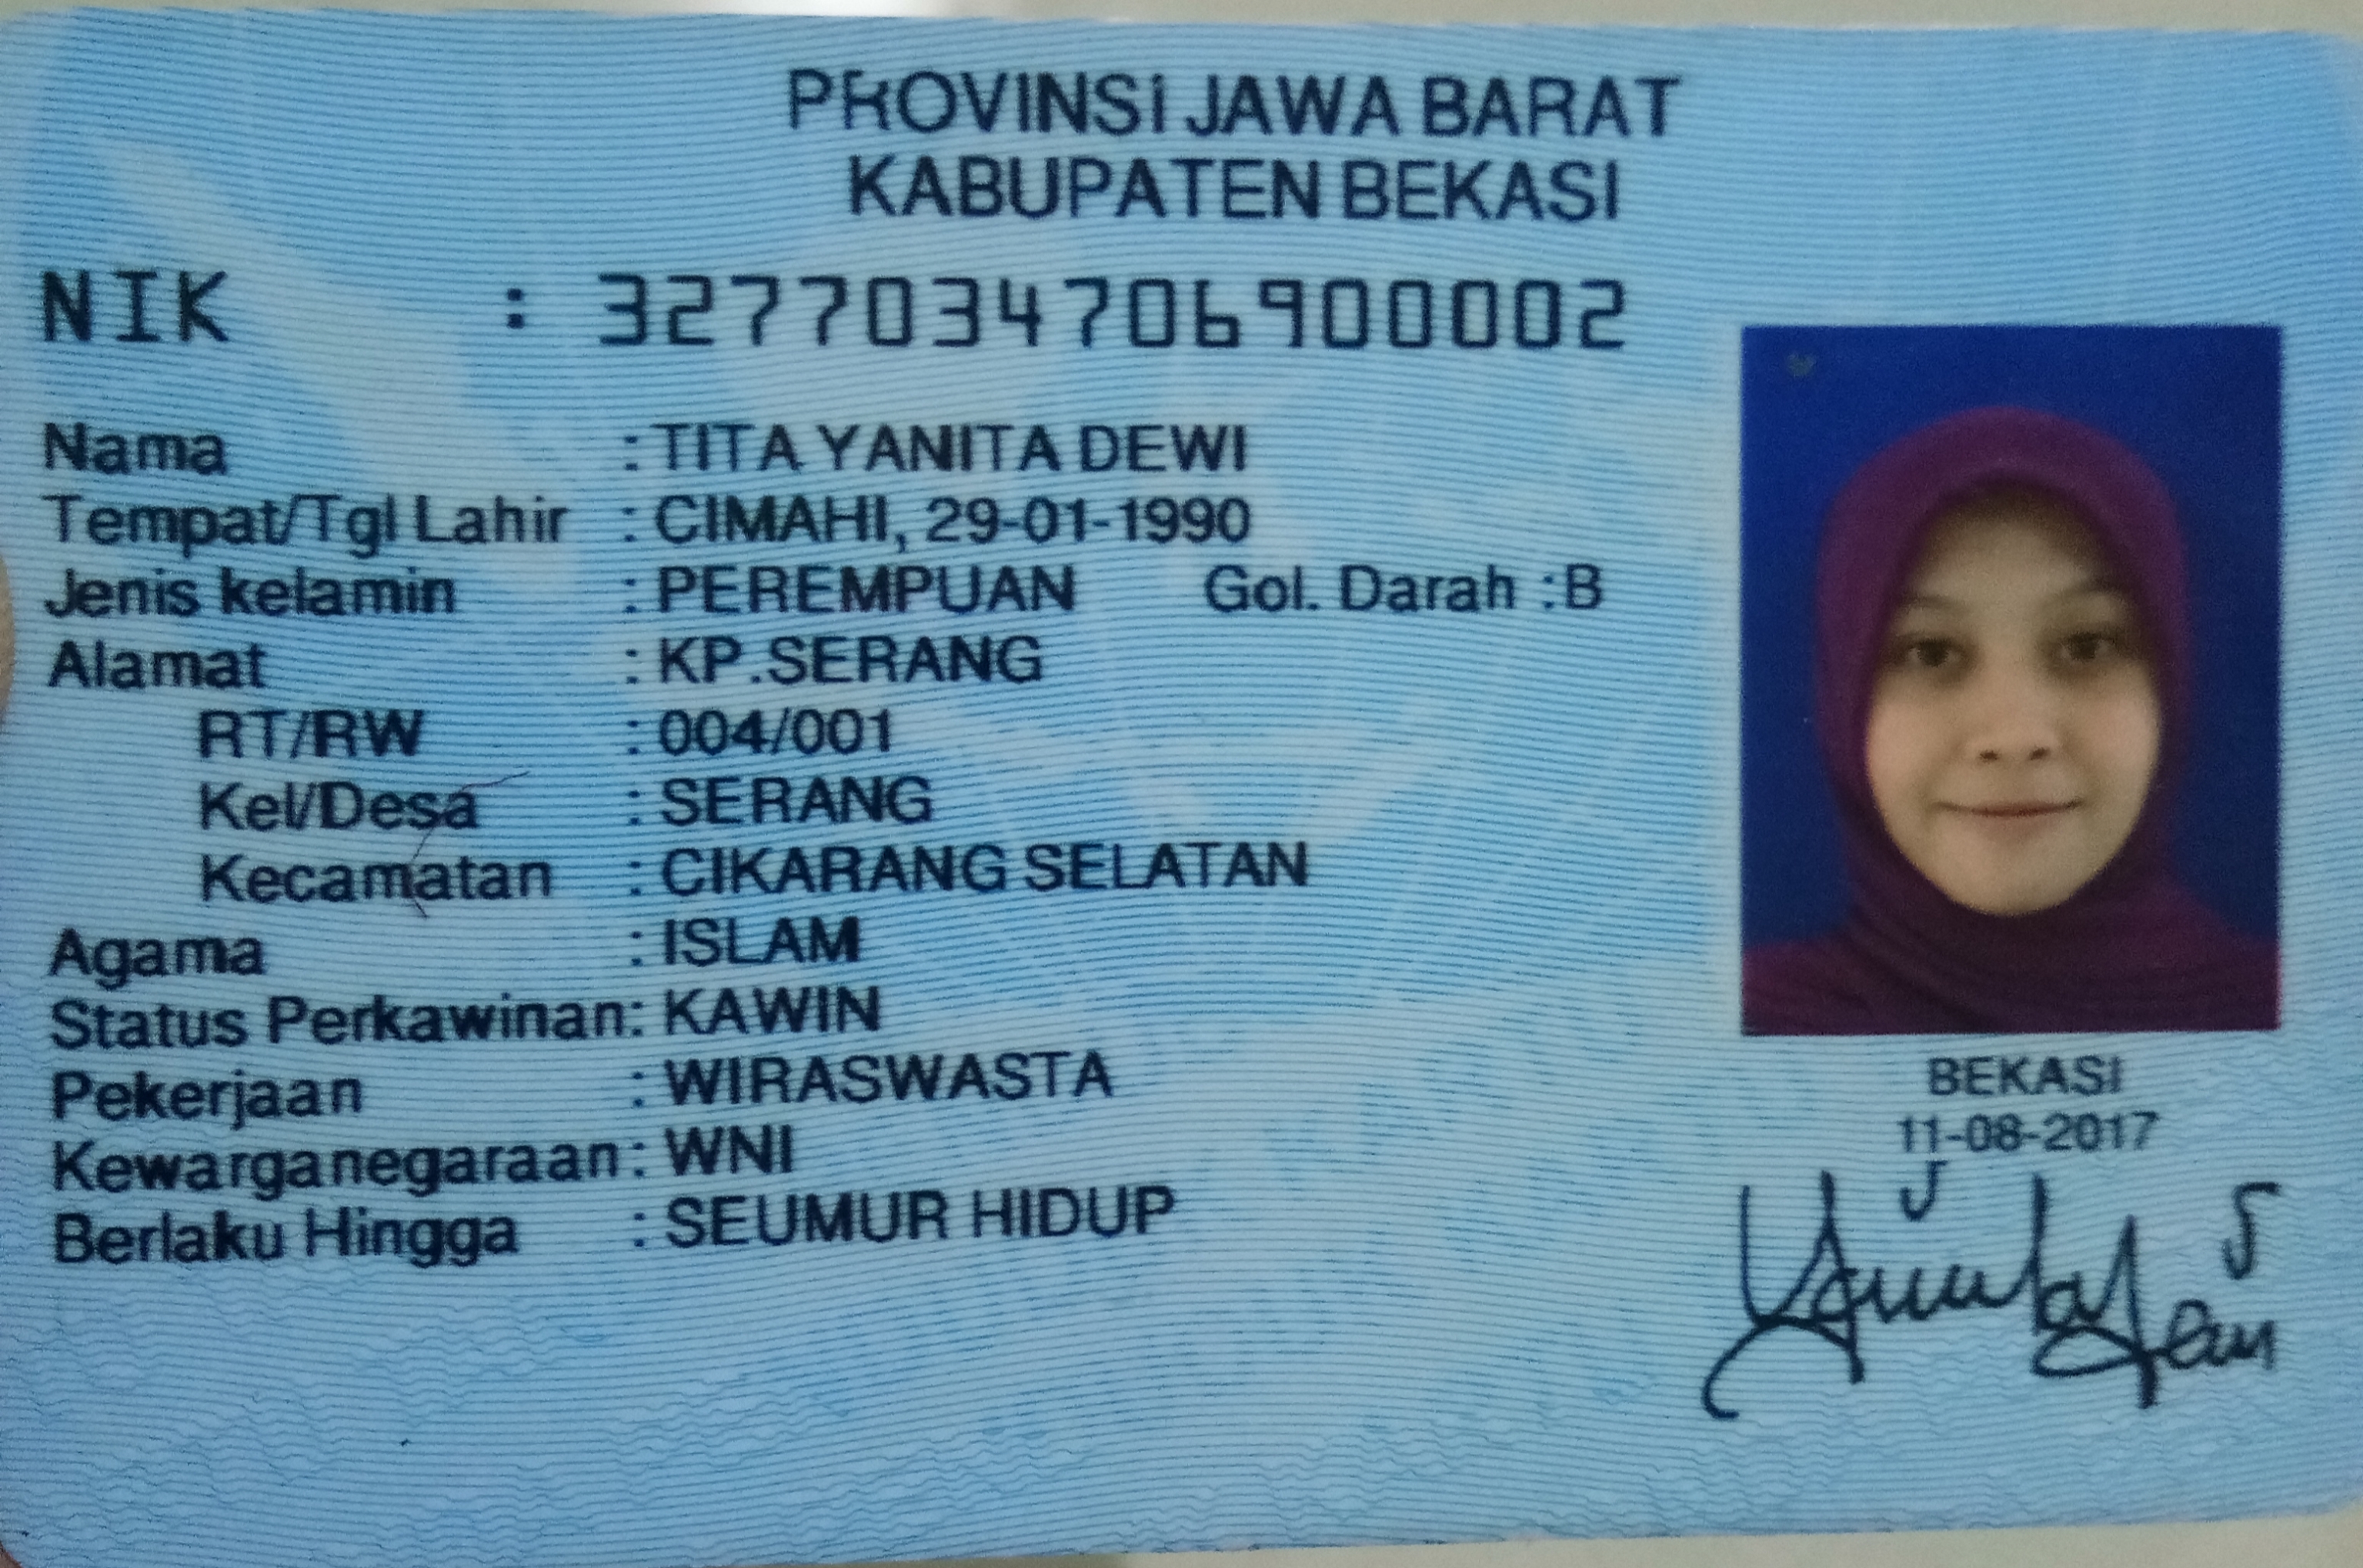 PROVINSI JAWA BARAT
KABUPATEN BEKASI
NIK : 3277034706900002
Nama : TITA YANITA DEWI
Tempat/Tgl Lahir : CIMAHI, 29-01-1990
Jenis kelamin : PEREMPUAN Gol. Darah :B
Alamat : KP.SERANG
RT/RW : 004/001
Kel/Desa : SERANG
Kecamatan : CIKARANG SELATAN
Agama : ISLAM
Status Perkawinan: KAWIN
Pekerjaan : WIRASWASTA
Kewarganegaraan: WNI
Berlaku Hingga : SEUMUR HIDUP
BEKASI
11-08-2017